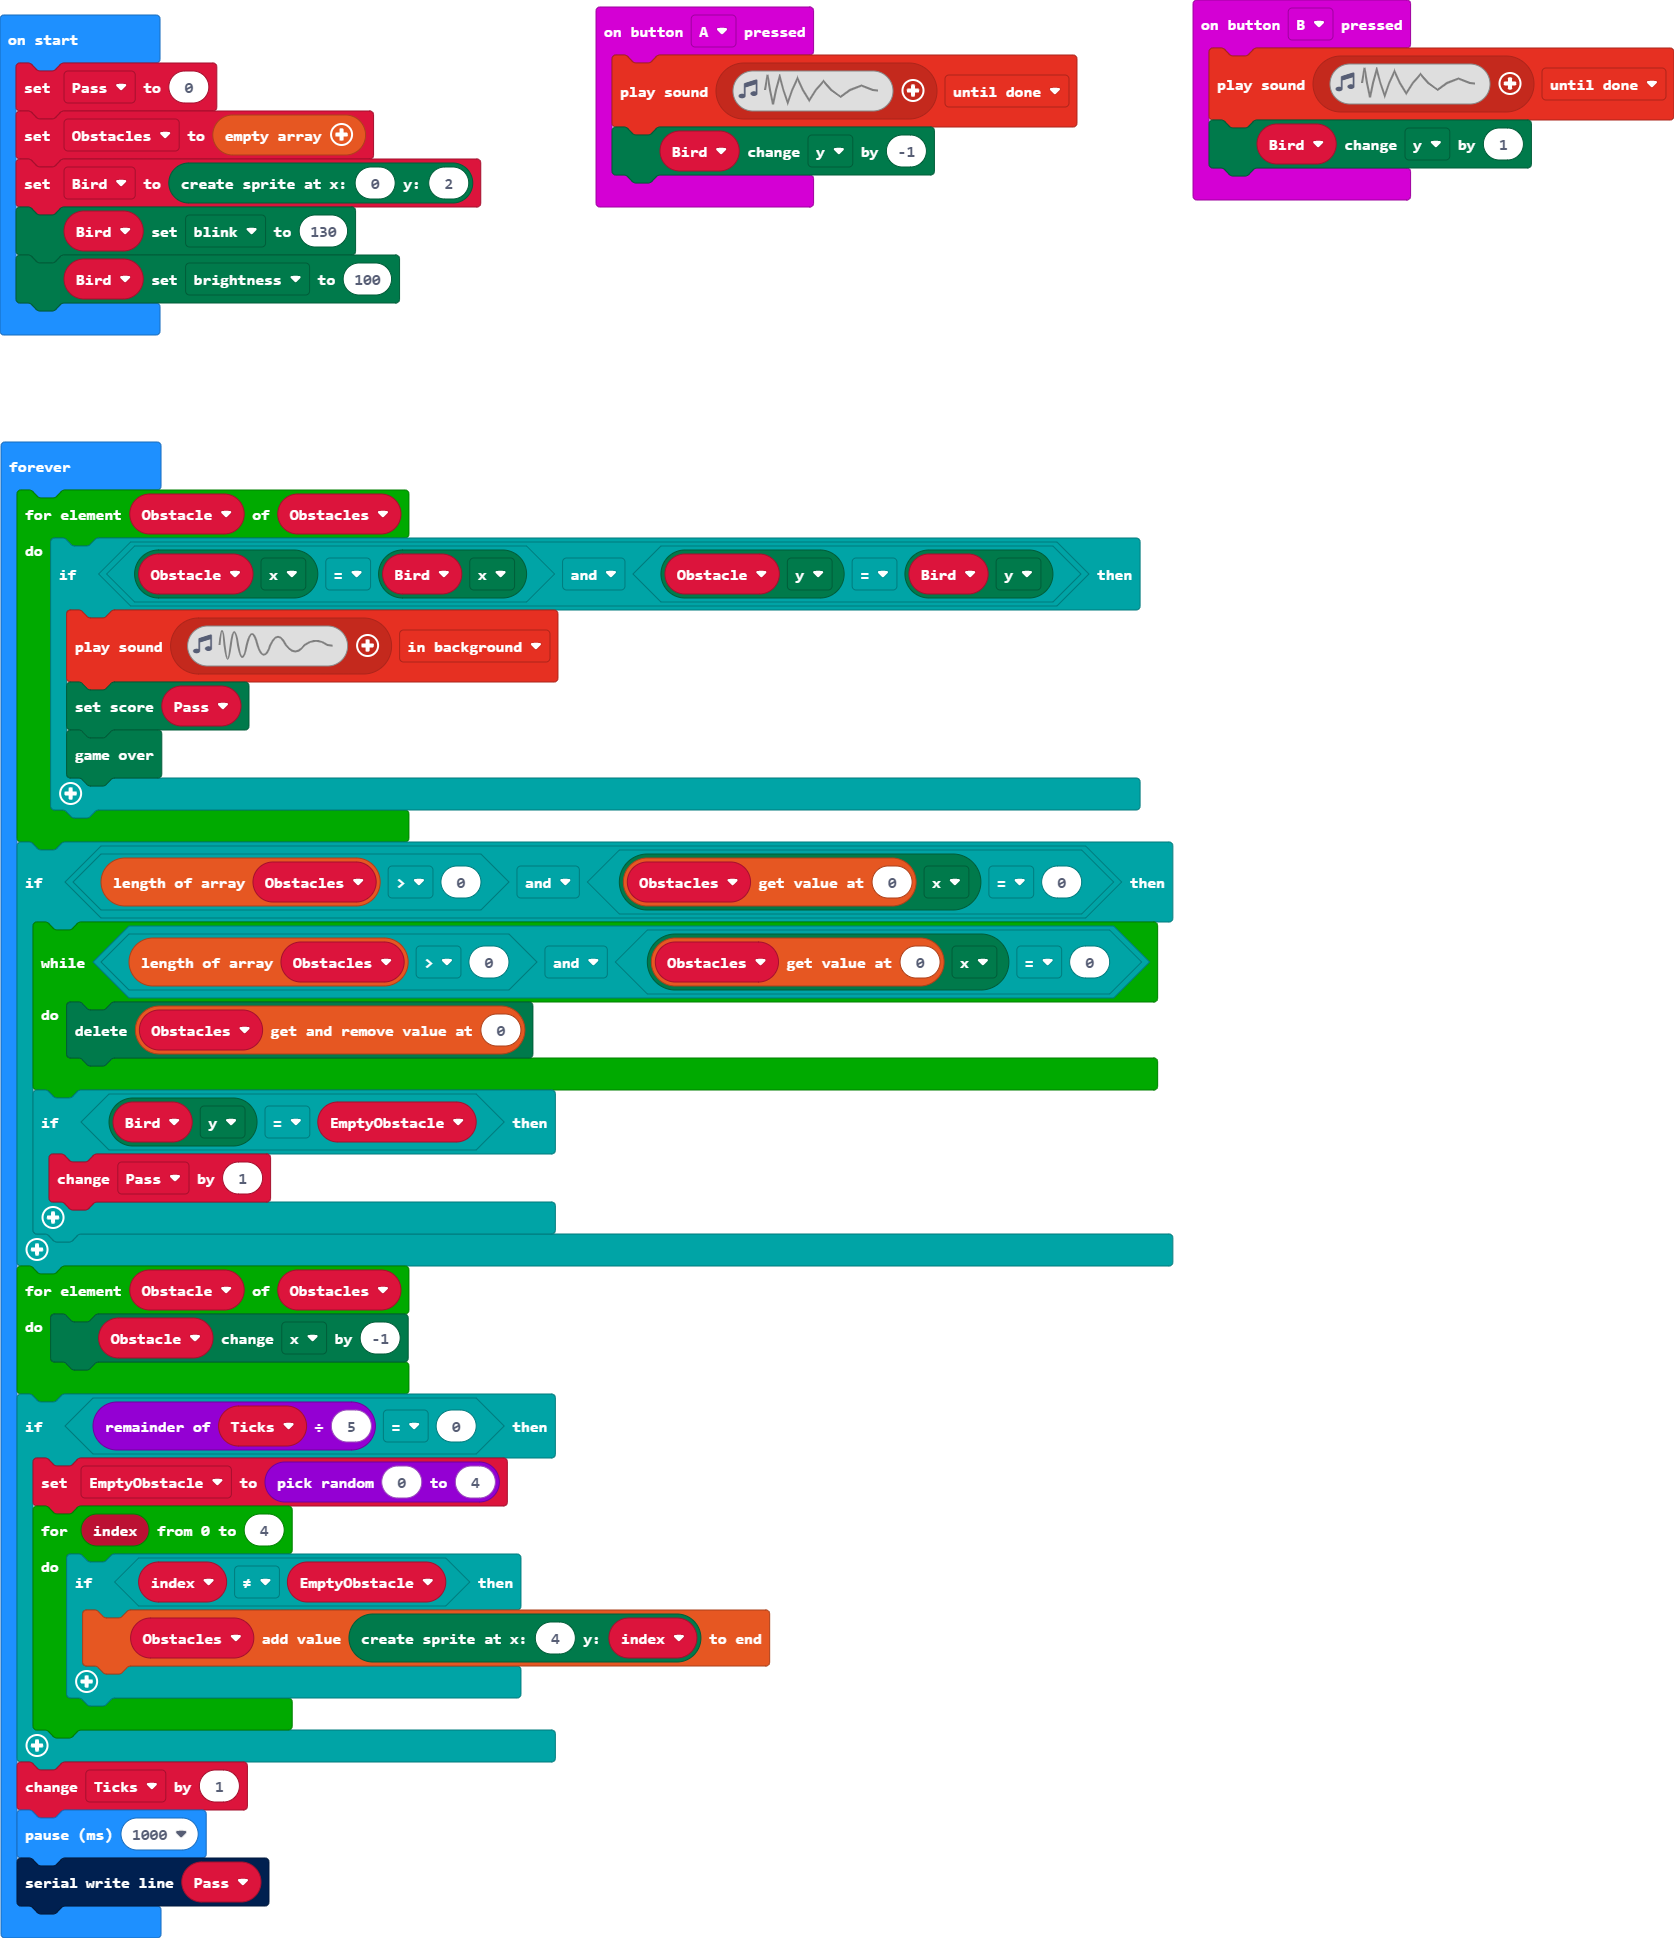 on start
set Pass to 0
set Obstacles to empty array
set Bird to create sprite at x: 0 y: 2
Bird set blink to 130
Bird set brightness to 100
on button A pressed
play sound until done
Bird change y by -1
on button B pressed
play sound until done
Bird change y by 1
forever
for element Obstacle of Obstacles
do
if Obstacle x = Bird x and Obstacle y = Bird y then
play sound in background
set score Pass
game over
if length of array Obstacles > 0 and Obstacles get value at 0 x = 0 then
while length of array Obstacles > 0 and Obstacles get value at 0 x = 0
do
delete Obstacles get and remove value at 0
if Bird y = EmptyObstacle then
change Pass by 1
for element Obstacle of Obstacles
do
Obstacle change x by -1
if remainder of Ticks ÷ 5 = 0 then
set EmptyObstacle to pick random 0 to 4
for index from 0 to 4
do
if index ≠ EmptyObstacle then
Obstacles add value create sprite at x: 4 y: index to end
change Ticks by 1
pause (ms) 1000
serial write line Pass